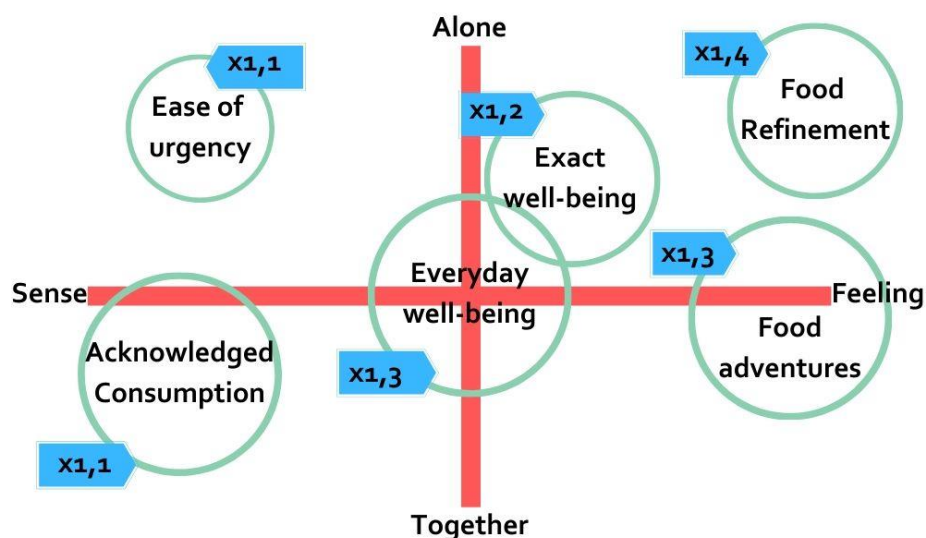 Alone
x1,1
Ease of
urgency
x1,2
Exact
well-being
x1,4
Food
Refinement
Sense
Everyday
well-being
x1,3
Feeling
x1,3
Food
adventures
Acknowledged
Consumption
x1,1
Together